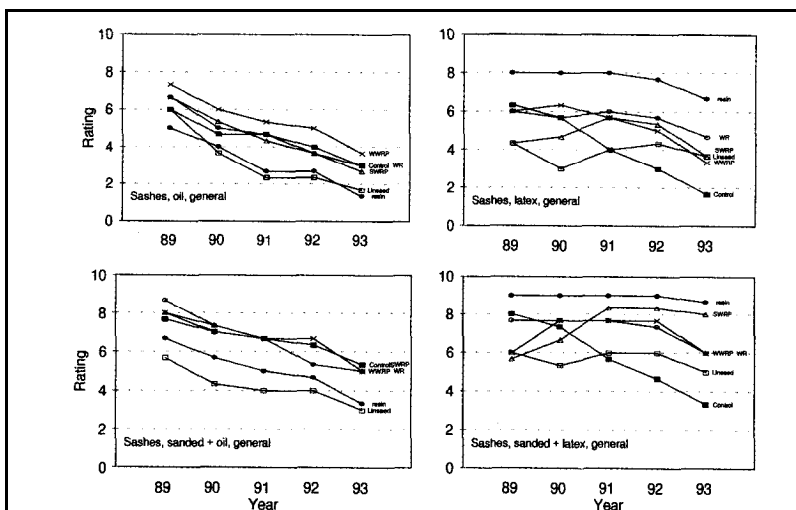 10
8
6
4
2
0
Rating
WWRP
Control WR
SWRP
Linseed
resin
Sashes, oil, general
89 90 91 92 93
10
8
6
4
2
0
resin
WR
SWRP
Linseed
WWRP
Control
Sashes, latex, general
89 90 91 92 93
10
8
6
4
2
0
Rating
ControlSWRP
WWRP WR
resin
Linseed
Sashes, sanded + oil, general
89 90 91 92 93
Year
10
8
6
4
2
0
resin
SWRP
WWRP WR
Linseed
Control
Sashes, sanded + latex, general
89 90 91 92 93
Year